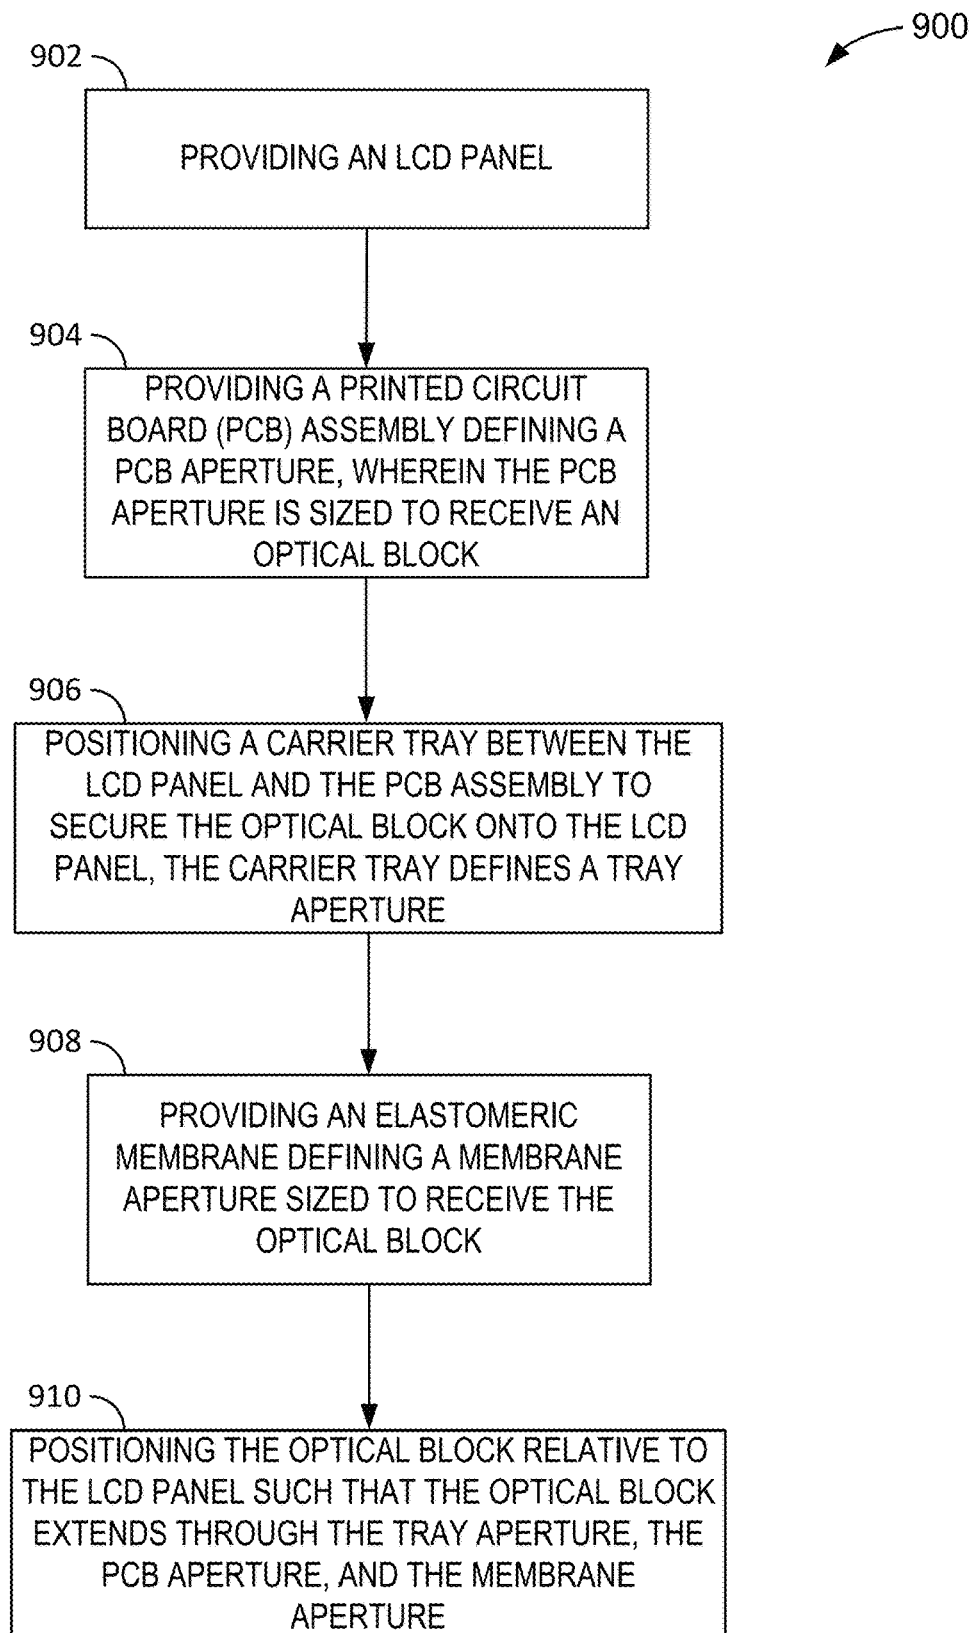 900
902
PROVIDING AN LCD PANEL
904
PROVIDING A PRINTED CIRCUIT
BOARD (PCB) ASSEMBLY DEFINING A
PCB APERTURE, WHEREIN THE PCB
APERTURE IS SIZED TO RECEIVE AN
OPTICAL BLOCK
906
POSITIONING A CARRIER TRAY BETWEEN THE
LCD PANEL AND THE PCB ASSEMBLY TO
SECURE THE OPTICAL BLOCK ONTO THE LCD
PANEL, THE CARRIER TRAY DEFINES A TRAY
APERTURE
908
PROVIDING AN ELASTOMERIC
MEMBRANE DEFINING A MEMBRANE
APERTURE SIZED TO RECEIVE THE
OPTICAL BLOCK
910
POSITIONING THE OPTICAL BLOCK RELATIVE TO
THE LCD PANEL SUCH THAT THE OPTICAL BLOCK
EXTENDS THROUGH THE TRAY APERTURE, THE
PCB APERTURE, AND THE MEMBRANE
APERTURE